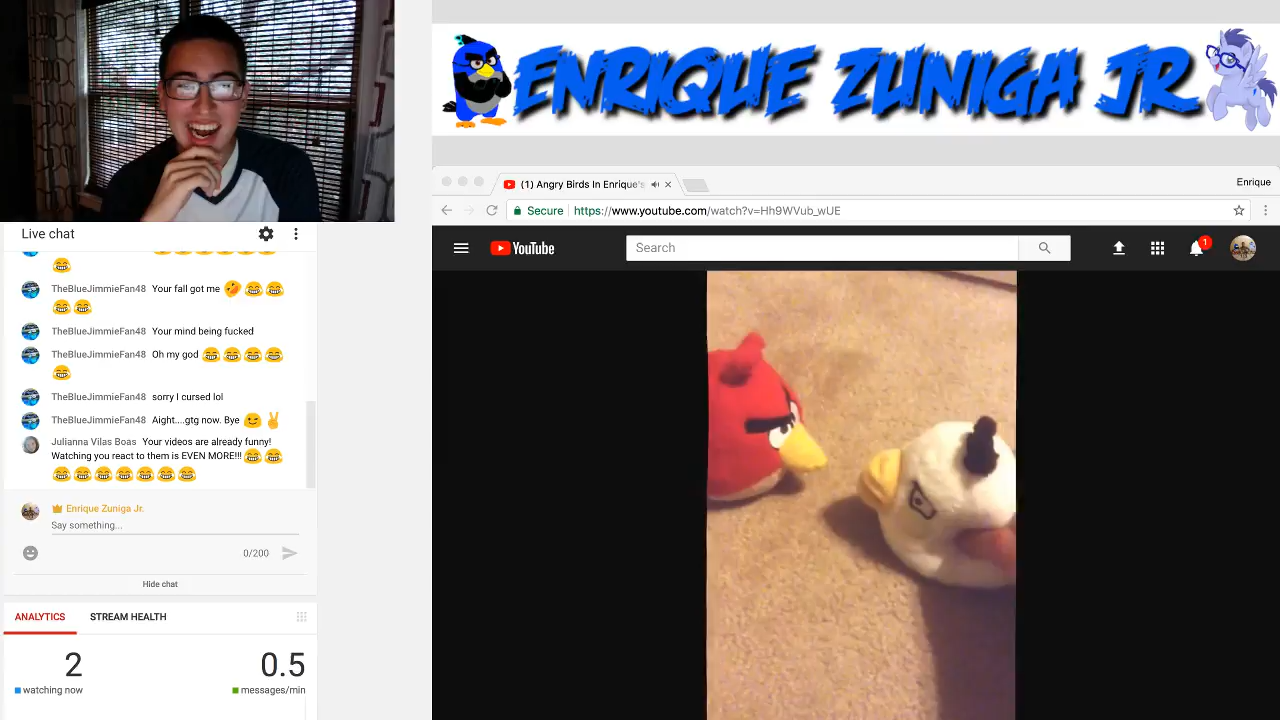 ENRIQUE ZUNIGA JR
(1) Angry Birds In Enrique's
Enrique
Secure
https://www.youtube.com/watch?v=Hh9WVub_wUE
YouTube
Search
1
Live chat
TheBlueJimmieFan48 Your fall got me 🤣😂😂
😂😂
TheBlueJimmieFan48 Your mind being fucked
TheBlueJimmieFan48 Oh my god 😂😂😂😂
😂
TheBlueJimmieFan48 sorry I cursed lol
TheBlueJimmieFan48 Aight....gtg now. Bye 😉✌
Julianna Vilas Boas Your videos are already funny!
Watching you react to them is EVEN MORE!!!😂😂
😂😂😂😂😂😂😂
Enrique Zuniga Jr.
Say something...
0/200
Hide chat
ANALYTICS STREAM HEALTH
2 0.5
watching now messages/min